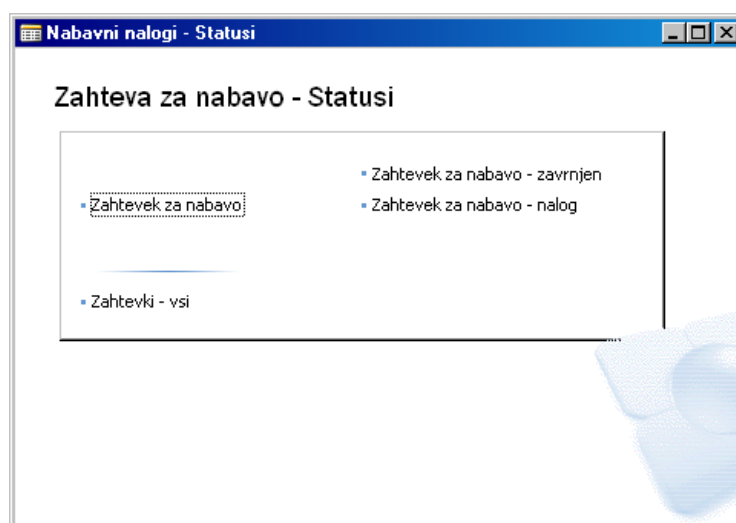 Nabavni nalogi - Statusi
Zahteva za nabavo - Statusi
Zahtevek za nabavo - zavrnjen
Zahtevek za nabavo
Zahtevek za nabavo - nalog
Zahtevki - vsi